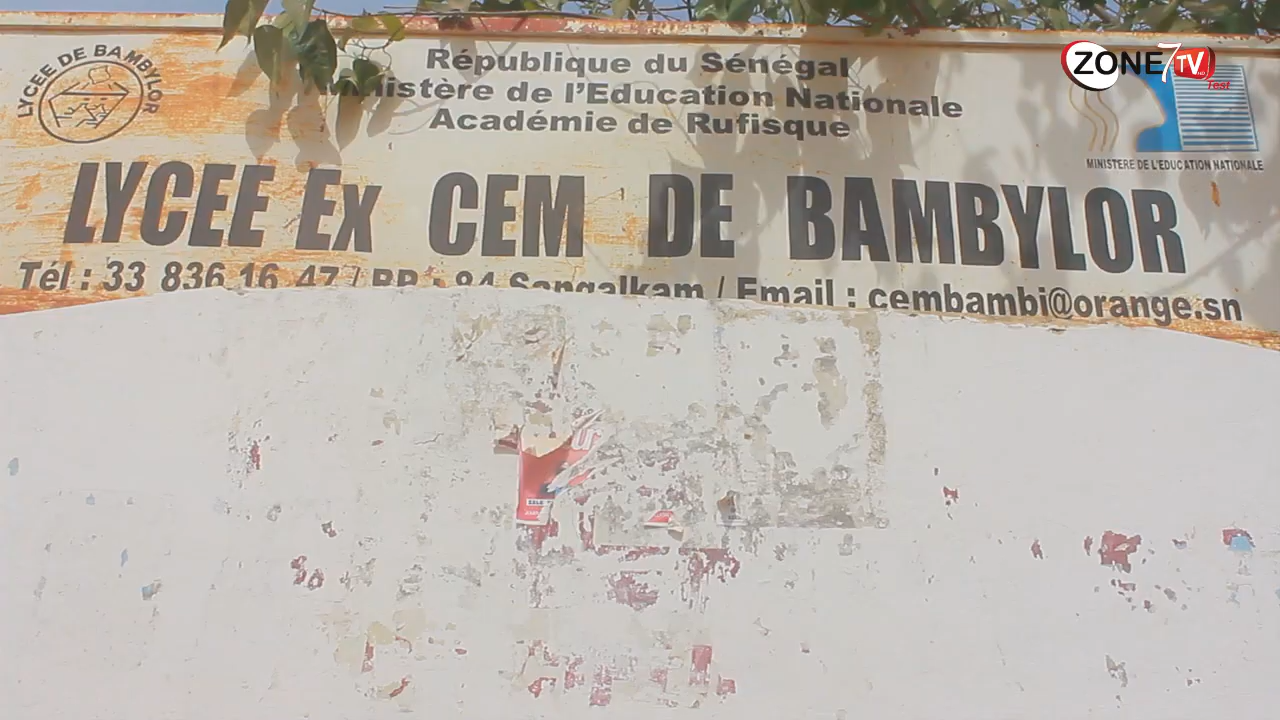 LYCEE DE BAMBYLOR
République du Sénégal
Ministère de l'Education Nationale
Académie de Rufisque
ZONE7TV
Test
MINISTERE DE L'EDUCATION NATIONALE
LYCEE Ex CEM DE BAMBYLOR
Tél : 33 836 16 47 / BP : 84 Sangalkam / Email : cembambi@orange.sn